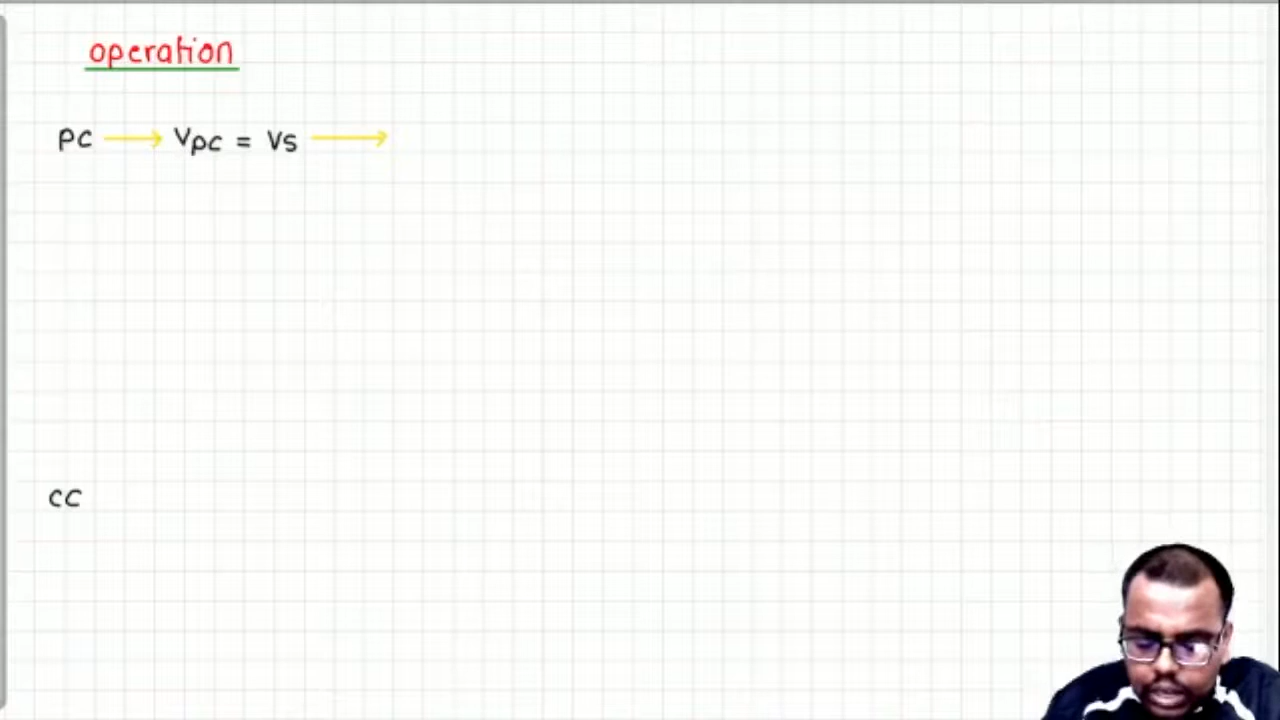 operation
PC → VPC = VS →
CC